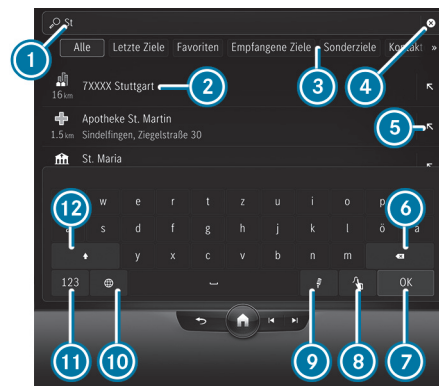 St
1
Alle Letzte Ziele Favoriten Empfangene Ziele Sonderziele Kontakt »
3
4
16 km 7XXXX Stuttgart
2
Apotheke St. Martin
1.5 km Sindelfingen, Ziegelstraße 30
5
St. Maria
w e r t z u i o p
12
6
a s d f g h j k l ö ä
y x c v b n m
123 OK
11 10 9 8 7